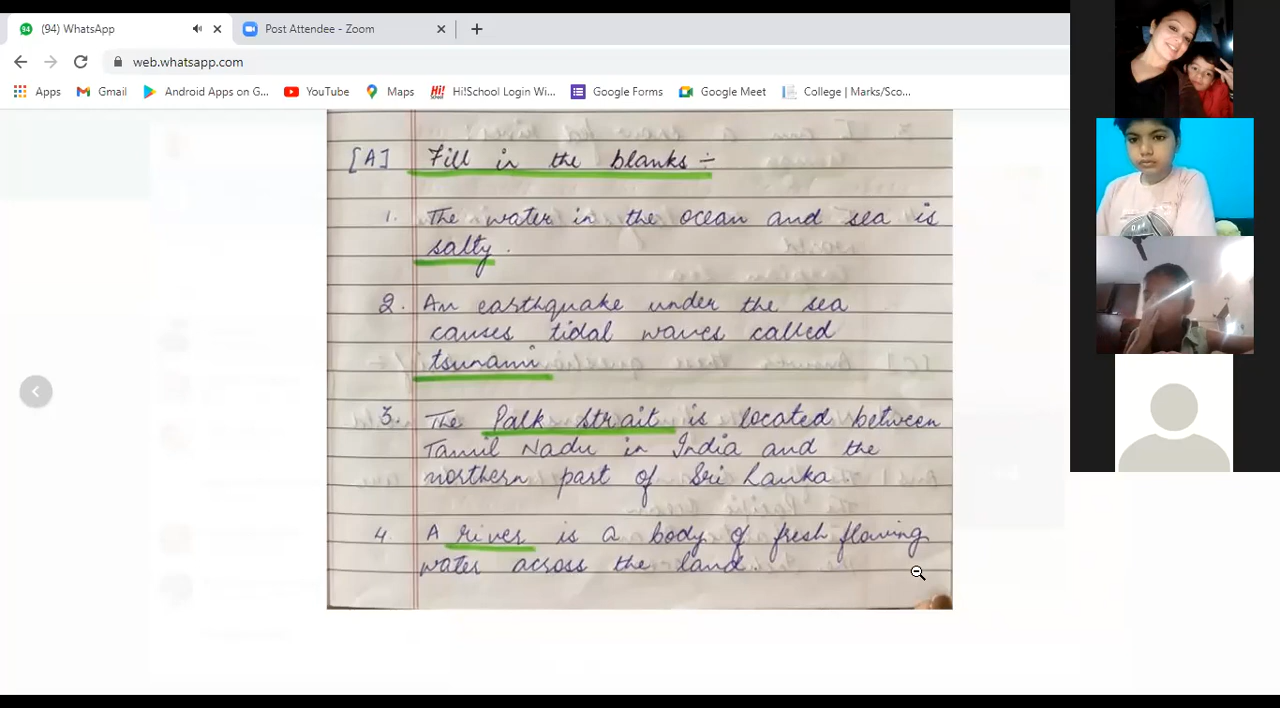 (94) WhatsApp
Post Attendee - Zoom
web.whatsapp.com
Apps
Gmail
Android Apps on G...
YouTube
Maps
Hi! Hi!School Login Wi...
Google Forms
Google Meet
College | Marks/Sco...
[A] Fill in the blanks :-
1. The water in the ocean and sea is
salty.
2. An earthquake under the sea
causes tidal waves called
tsunami
3. The Palk Strait is located between
Tamil Nadu in India and the
northern part of Sri Lanka.
4. A river is a body of fresh flowing
water across the land.